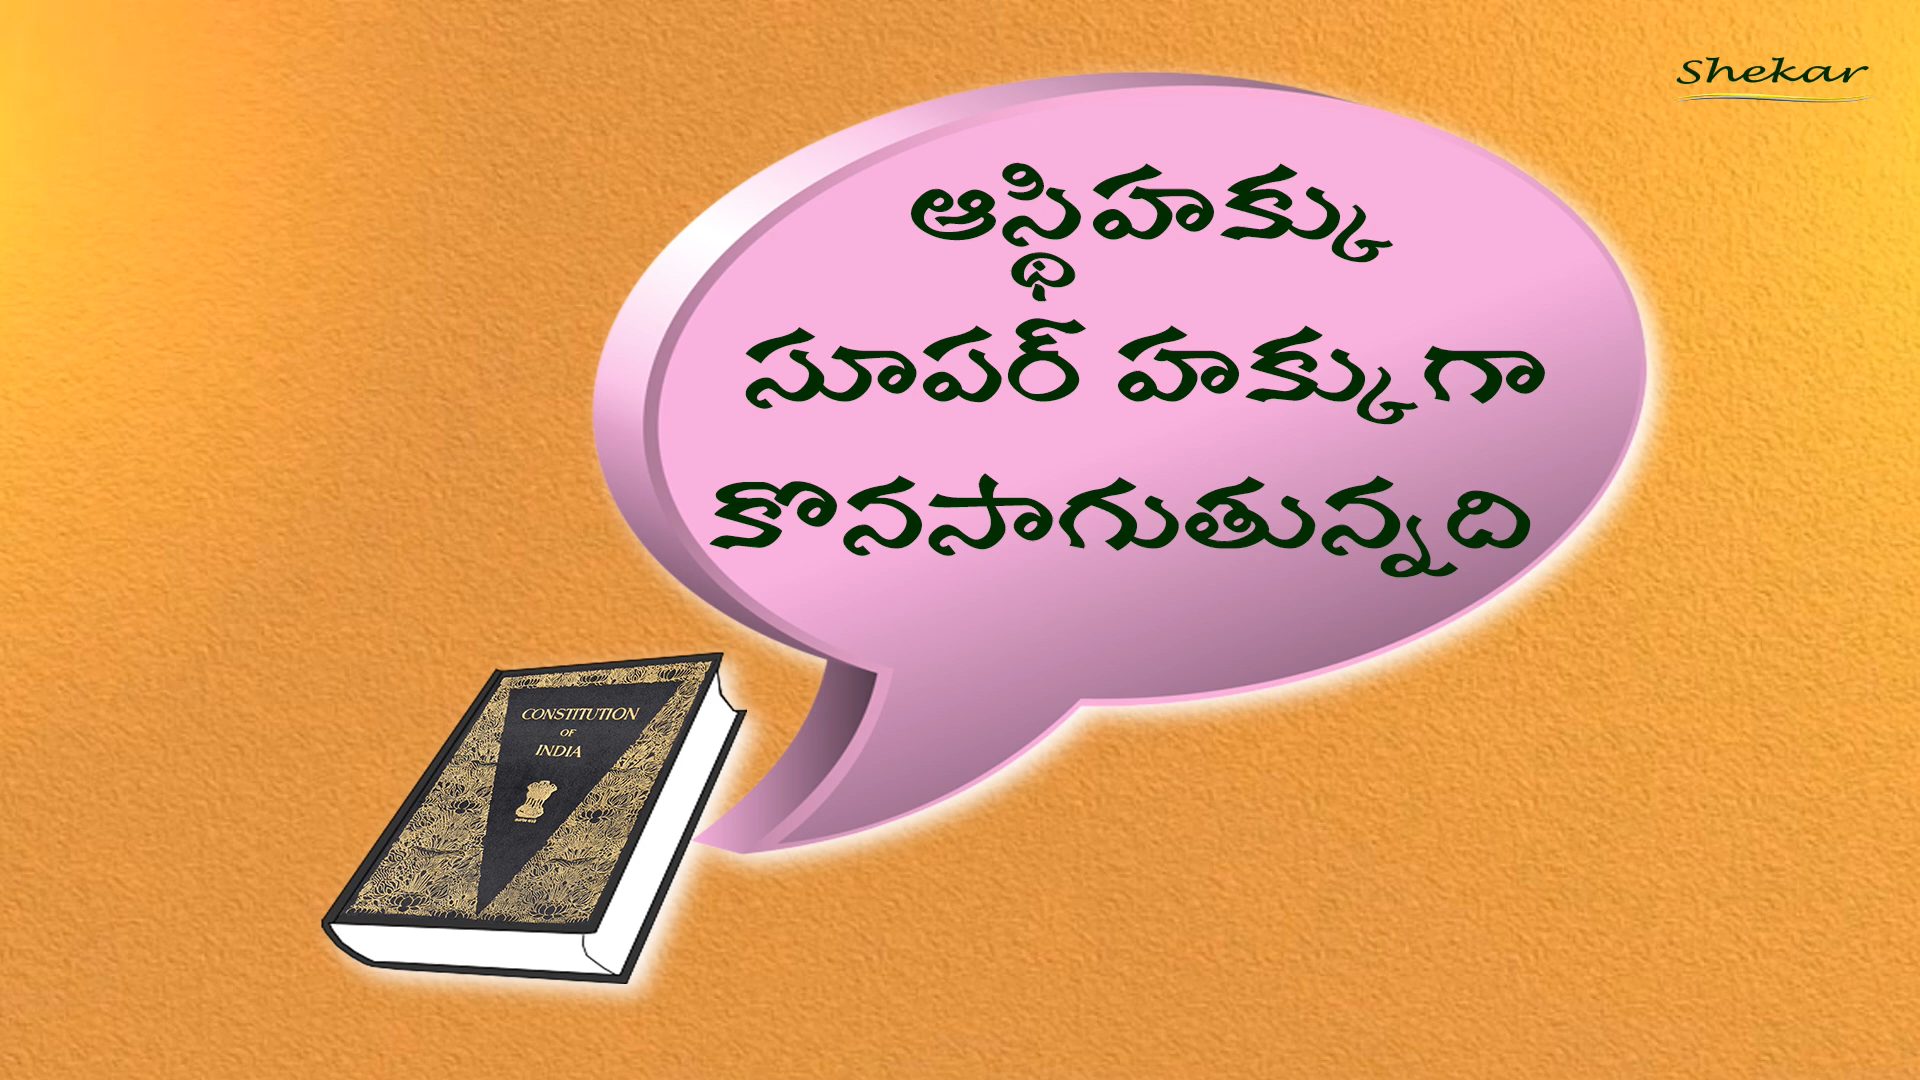 Shekar
ఆస్థిహక్కు
సూపర్ హక్కుగా
కొనసాగుతున్నది
CONSTITUTION
OF
INDIA